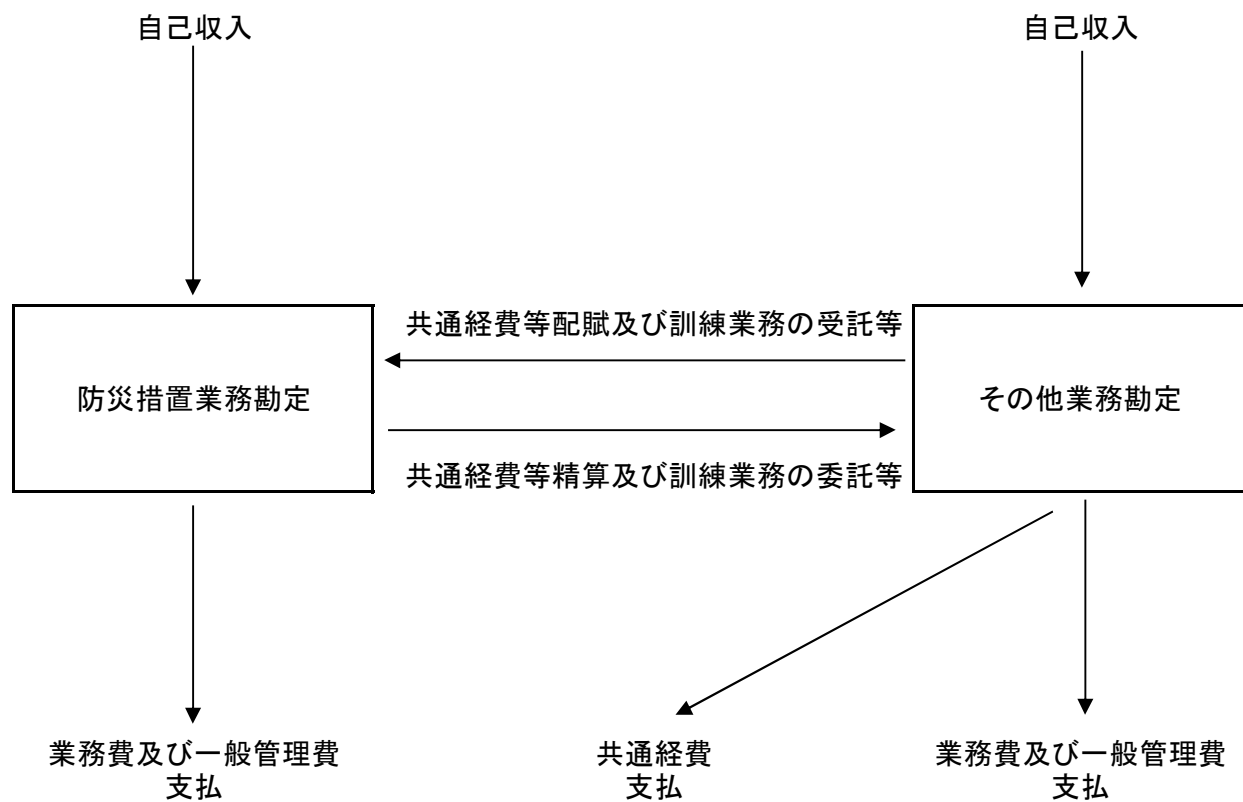 自己収入
自己収入
共通経費等配賦及び訓練業務の受託等
防災措置業務勘定
その他業務勘定
共通経費等精算及び訓練業務の委託等
業務費及び一般管理費
支払
共通経費
支払
業務費及び一般管理費
支払